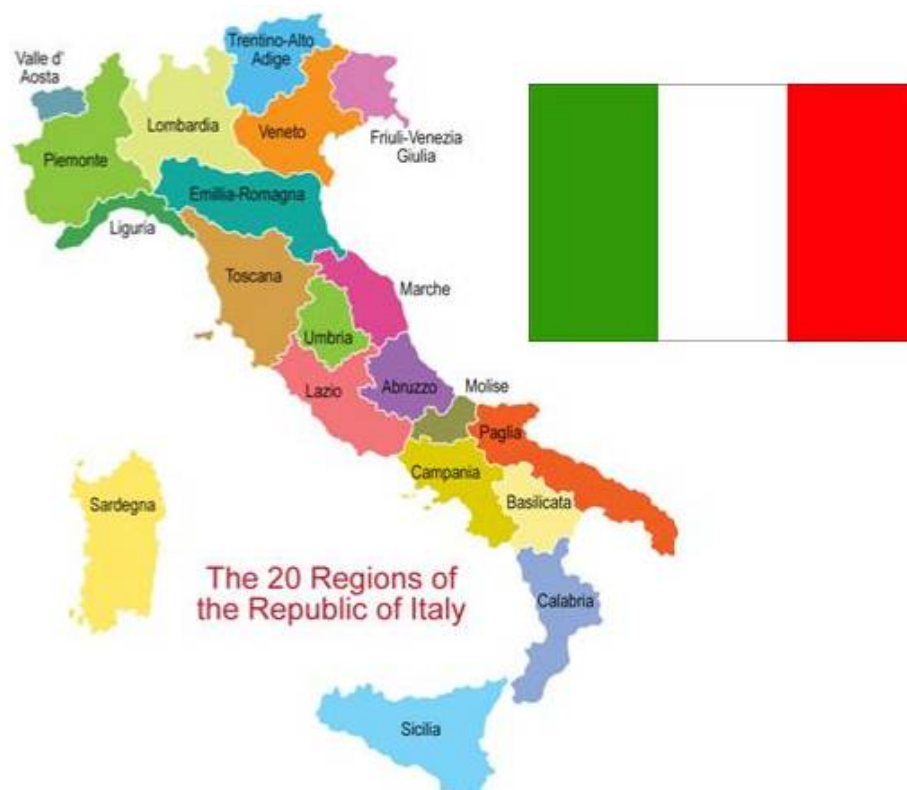 Trentino-Alto
Adige
Valle d'
Aosta
Lombardia
Veneto
Friuli-Venezia
Giulia
Piemonte
Emillia-Romagna
Liguria
Toscana
Marche
Umbria
Lazio
Abruzzo
Molise
Paglia
Campania
Basilicata
Sardegna
The 20 Regions of
the Republic of Italy
Calabria
Sicilia